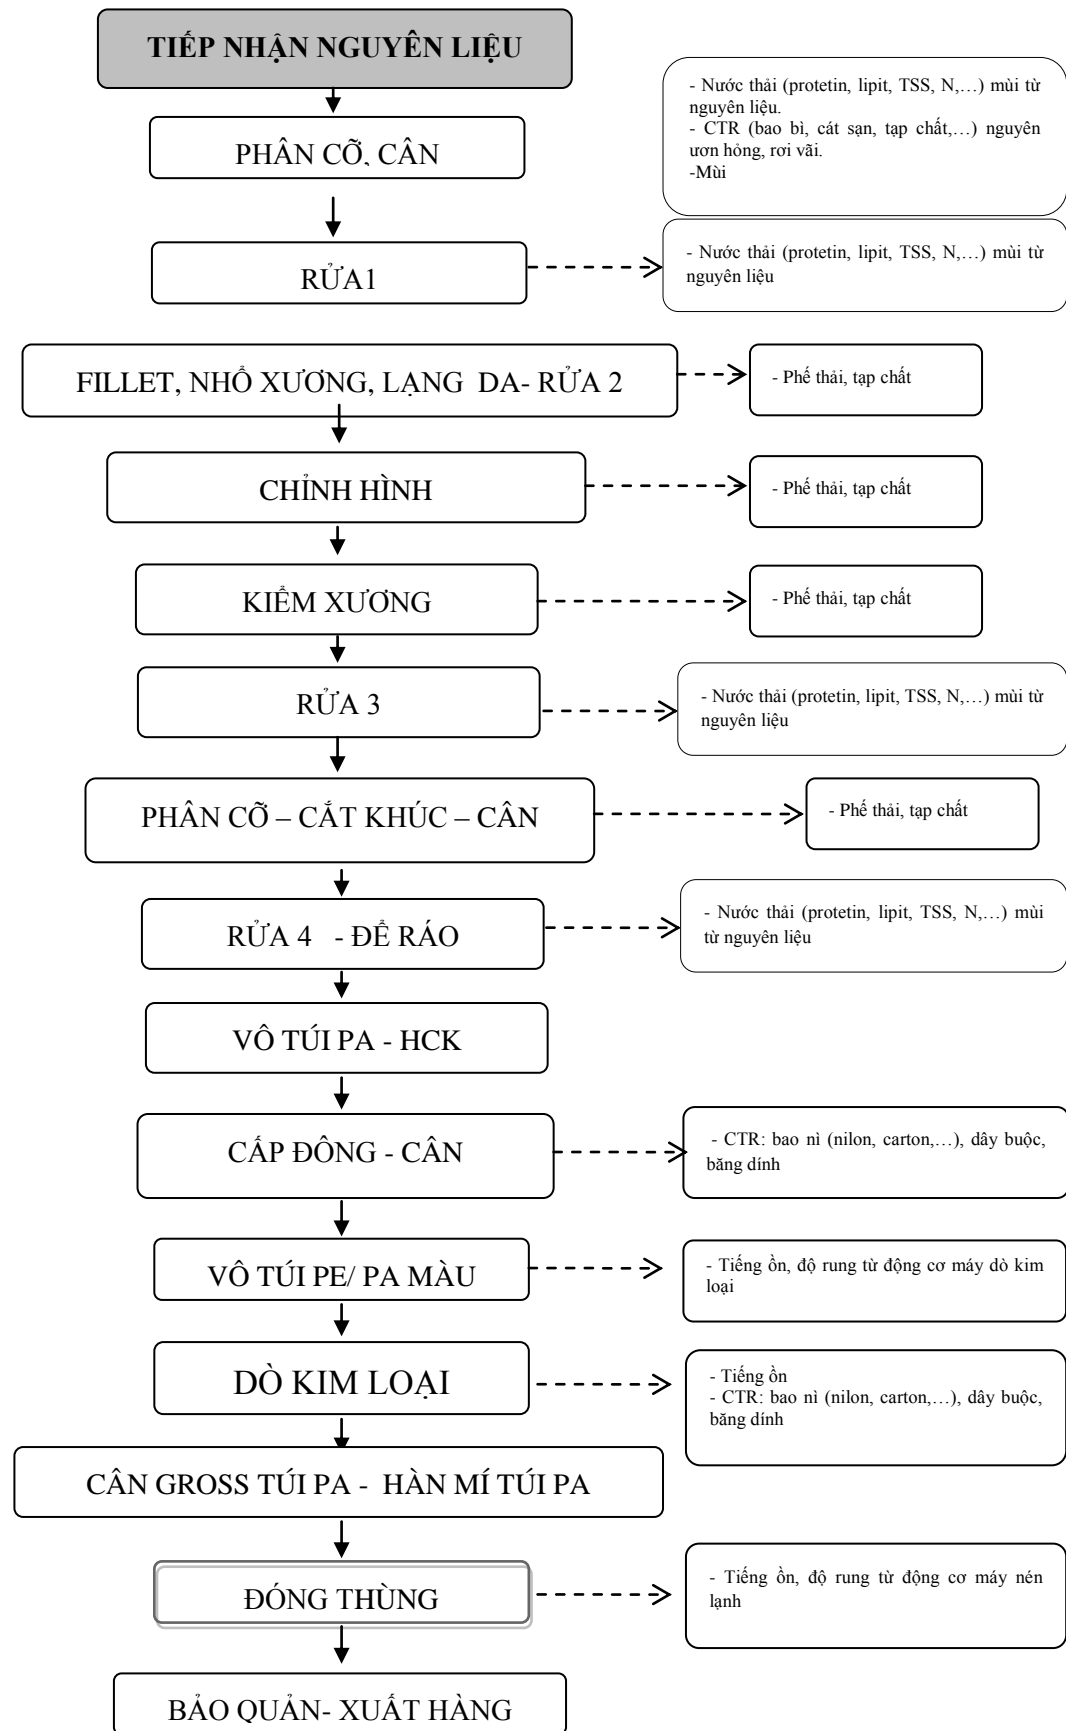 TIẾP NHẬN NGUYÊN LIỆU
- Nước thải (protetin, lipit, TSS, N,…) mùi từ
nguyên liệu.
- CTR (bao bì, cát sạn, tạp chất,…) nguyên
ươn hỏng, rơi vãi.
-Mùi
PHÂN CỠ, CÂN
RỬA1
- Nước thải (protetin, lipit, TSS, N,…) mùi từ
nguyên liệu
FILLET, NHỔ XƯƠNG, LẠNG DA- RỬA 2
- Phế thải, tạp chất
CHỈNH HÌNH
- Phế thải, tạp chất
KIỂM XƯƠNG
- Phế thải, tạp chất
RỬA 3
- Nước thải (protetin, lipit, TSS, N,…) mùi từ
nguyên liệu
PHÂN CỠ – CẮT KHÚC – CÂN
- Phế thải, tạp chất
RỬA 4 - ĐỂ RÁO
- Nước thải (protetin, lipit, TSS, N,…) mùi
từ nguyên liệu
VÔ TÚI PA - HCK
CẤP ĐÔNG - CÂN
- CTR: bao nì (nilon, carton,…), dây buộc,
băng dính
VÔ TÚI PE/ PA MÀU
- Tiếng ồn, độ rung từ động cơ máy dò kim
loại
DÒ KIM LOẠI
- Tiếng ồn
- CTR: bao nì (nilon, carton,…), dây buộc,
băng dính
CÂN GROSS TÚI PA - HÀN MÍ TÚI PA
ĐÓNG THÙNG
- Tiếng ồn, độ rung từ động cơ máy nén
lạnh
BẢO QUẢN- XUẤT HÀNG